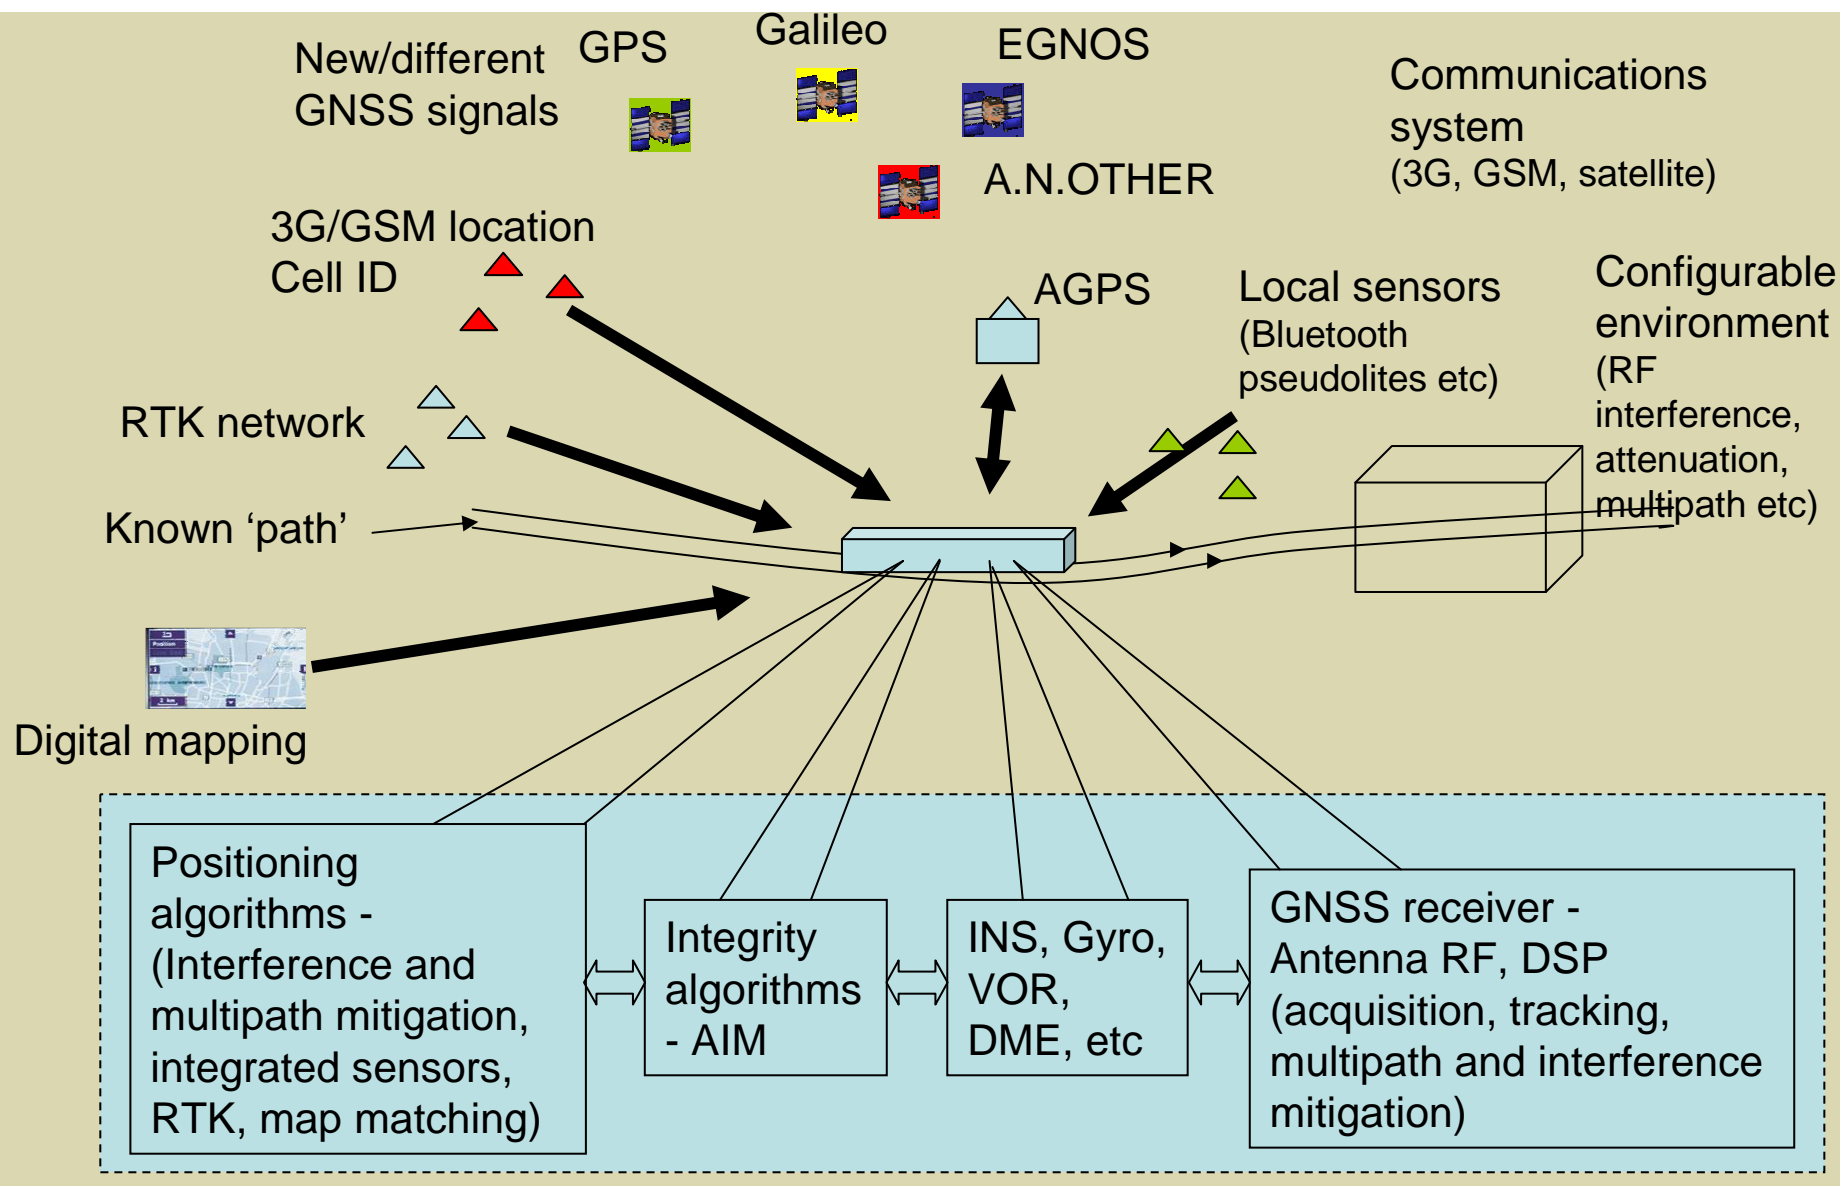 New/different
GNSS signals
GPS
Galileo
EGNOS
A.N.OTHER
Communications
system
(3G, GSM, satellite)
3G/GSM location
Cell ID
AGPS
Local sensors
(Bluetooth
pseudolites etc)
Configurable
environment
(RF
interference,
attenuation,
multipath etc)
RTK network
Known ‘path’
Position
Digital mapping
Positioning
algorithms -
(Interference and
multipath mitigation,
integrated sensors,
RTK, map matching)
Integrity
algorithms
- AIM
INS, Gyro,
VOR,
DME, etc
GNSS receiver -
Antenna RF, DSP
(acquisition, tracking,
multipath and interference
mitigation)